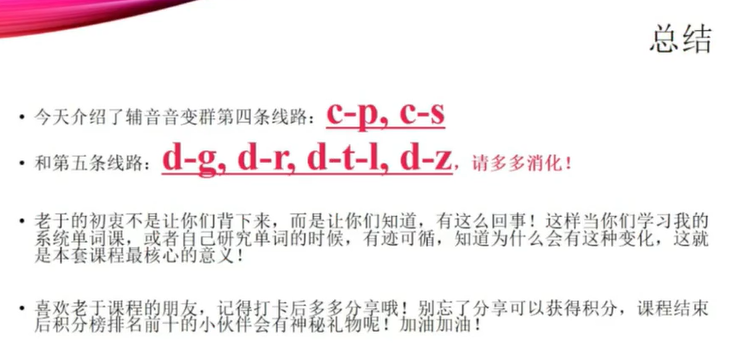 总结
• 今天介绍了辅音音变群第四条线路：c-p, c-s
• 和第五条线路：d-g, d-r, d-t-l, d-z，请多多消化！
• 老于的初衷不是让你们背下来，而是让你们知道，有这么回事！这样当你们学习我的
系统单词课，或者自己研究单词的时候，有迹可循，知道为什么会有这种变化，这就
是本套课程最核心的意义！
• 喜欢老于课程的朋友，记得打卡后多多分享哦！别忘了分享可以获得积分，课程结束
后积分榜排名前十的小伙伴会有神秘礼物呢！加油加油！